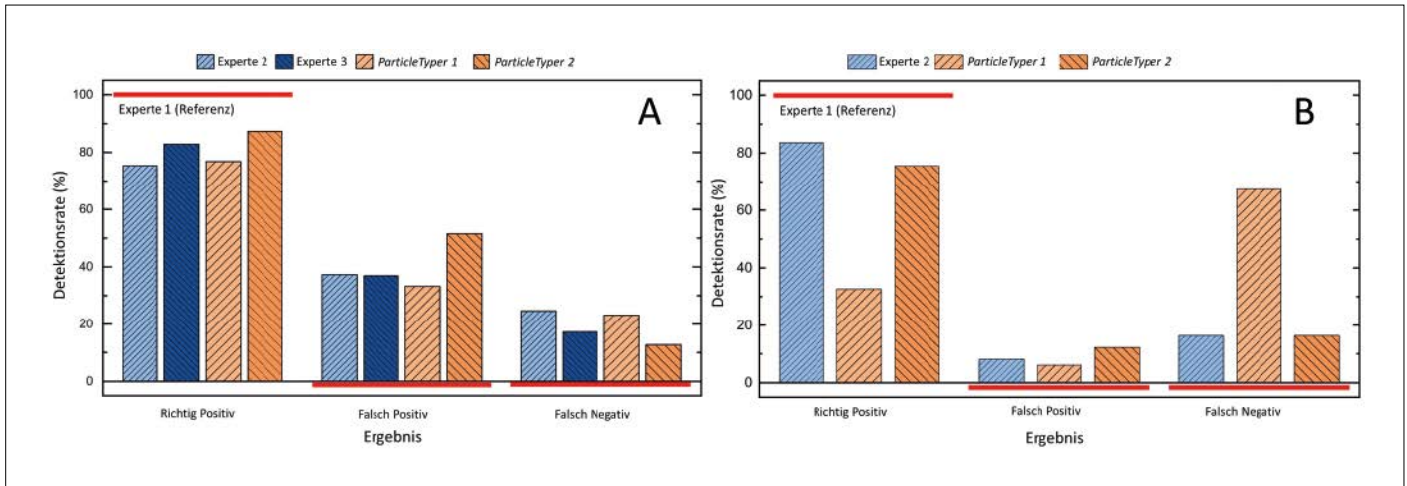 Experte 2 Experte 3 ParticleTyper 1 ParticleTyper 2
A
Experte 1 (Referenz)
100
80
60
40
20
0
Detektionsrate (%)
Richtig Positiv Falsch Positiv Falsch Negativ
Ergebnis
Experte 2 ParticleTyper 1 ParticleTyper 2
B
Experte 1 (Referenz)
100
80
60
40
20
0
Detektionsrate (%)
Richtig Positiv Falsch Positiv Falsch Negativ
Ergebnis